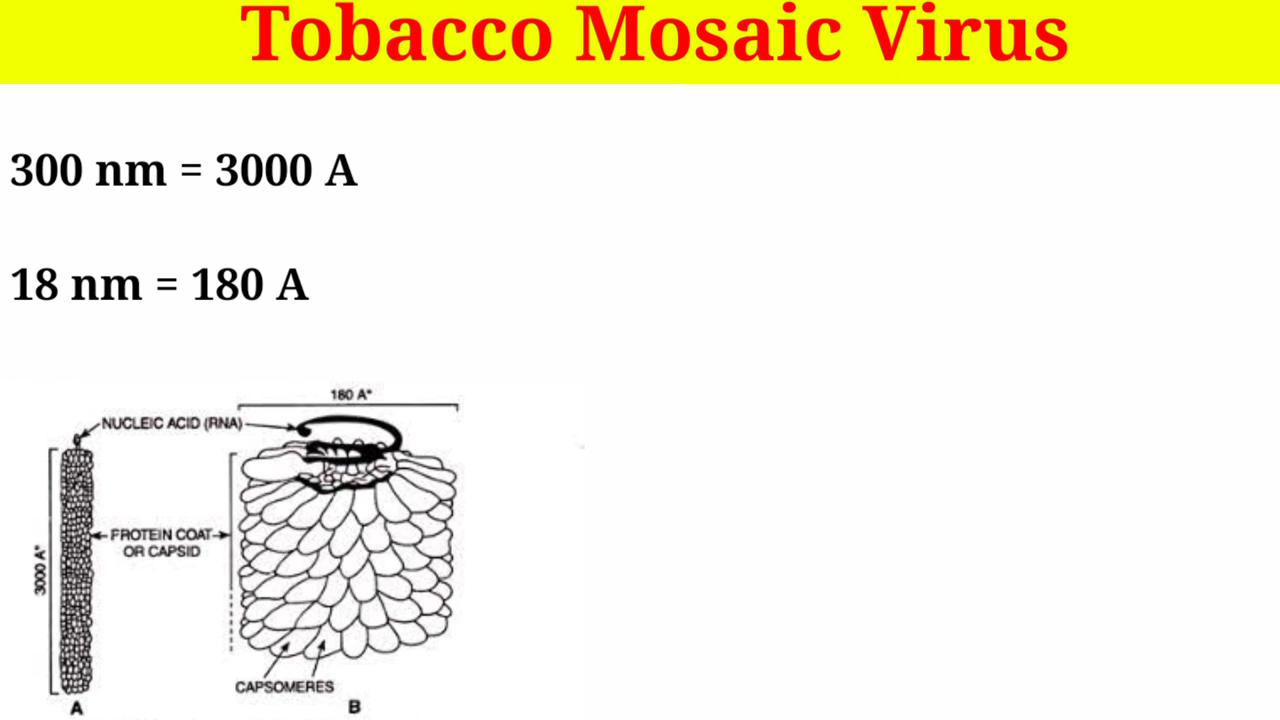 Tobacco Mosaic Virus
300 nm = 3000 A
18 nm = 180 A
180 A°
NUCLEIC ACID (RNA)
PROTEIN COAT
OR CAPSID
3000 A°
CAPSOMERES
A
B